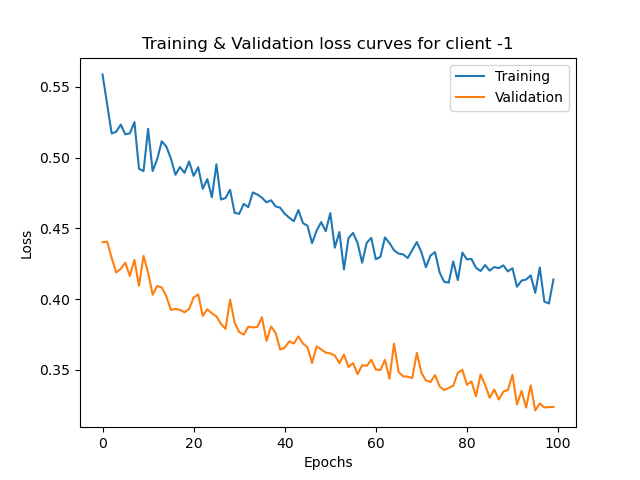 Training & Validation loss curves for client -1
Training
Validation
0.55
0.50
0.45
0.40
0.35
Loss
0
20
40
60
80
100
Epochs